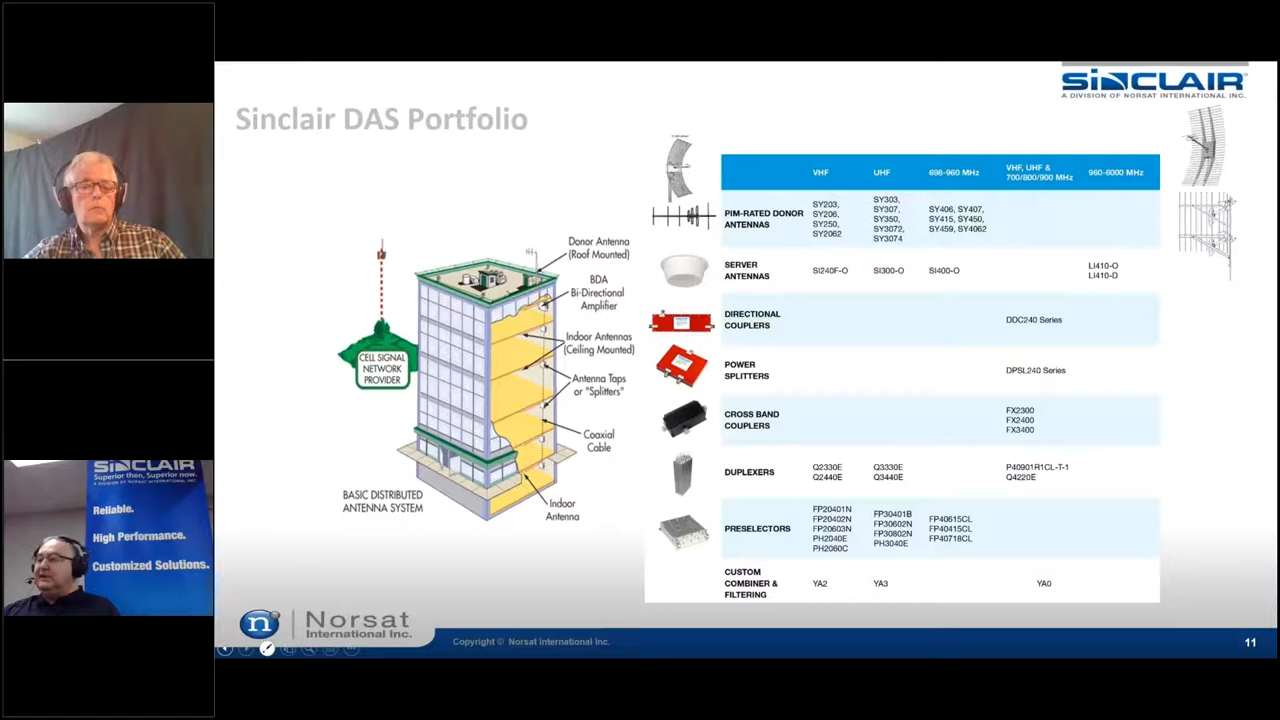 SINCLAIR
A DIVISION OF NORSAT INTERNATIONAL INC.
Sinclair DAS Portfolio
Donor Antenna
(Roof Mounted)
BDA
Bi-Directional
Amplifier
Indoor Antennas
(Ceiling Mounted)
Antenna Taps
or "Splitters"
Coaxial
Cable
Indoor
Antenna
CELL SIGNAL
NETWORK
PROVIDER
BASIC DISTRIBUTED
ANTENNA SYSTEM
VHF UHF 698-960 MHz VHF, UHF & 700/800/900 MHz 960-6000 MHz
PIM-RATED DONOR ANTENNAS
SY203,
SY206,
SY250,
SY2062
SY303,
SY307,
SY350,
SY3072,
SY3074
SY406, SY407,
SY415, SY450,
SY459, SY4062
SERVER ANTENNAS
SI240F-O SI300-O SI400-O
LI410-O
LI410-D
DIRECTIONAL COUPLERS
DDC240 Series
POWER SPLITTERS
DPSL240 Series
CROSS BAND COUPLERS
FX2300
FX2400
FX3400
DUPLEXERS
Q2330E
Q2440E
Q3330E
Q3440E
P40901R1CL-T-1
Q4220E
PRESELECTORS
FP20401N
FP20402N
FP20603N
PH2040E
PH2060C
FP30401B
FP30602N
FP30802N
PH3040E
FP40615CL
FP40415CL
FP40718CL
CUSTOM COMBINER & FILTERING
YA2 YA3 YA0
n Norsat
International Inc.
Copyright © Norsat International Inc.
11
SINCLAIR
Superior then, Superior now.
A DIVISION OF NORSAT INTERNATIONAL INC.
Reliable.
High Performance.
Customized Solutions.